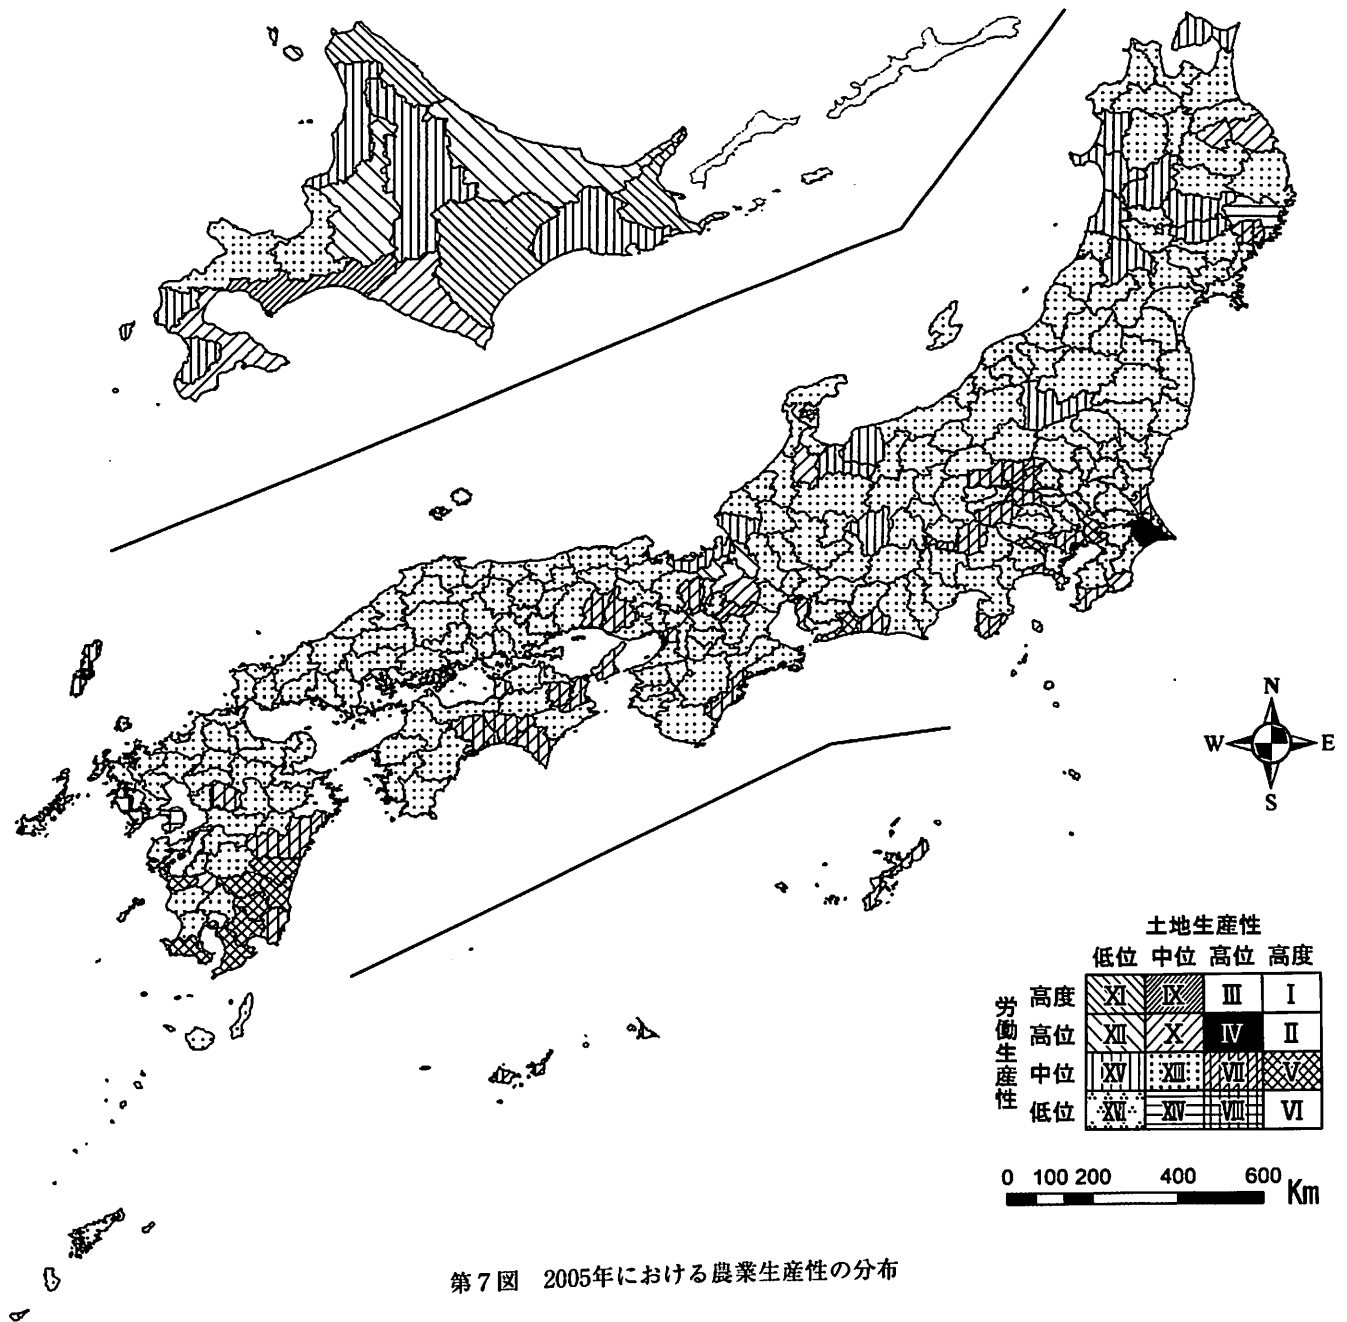 N
W E
S
土地生産性
低位 中位 高位 高度
労働生産性
高度 XI IX III I
高位 XII X IV II
中位 XV XIII VII V
低位 XVI XIV VIII VI
0 100 200 400 600 Km
第7図 2005年における農業生産性の分布